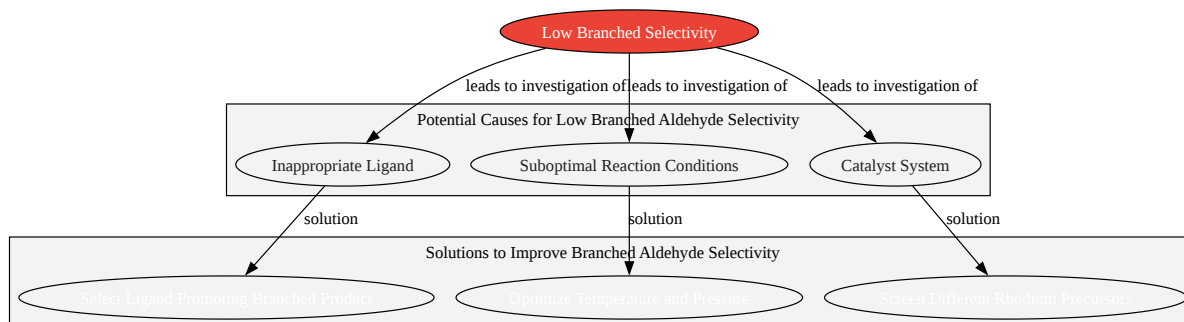 Low Branched Selectivity
leads to investigation of
leads to investigation of
leads to investigation of
Potential Causes for Low Branched Aldehyde Selectivity
Inappropriate Ligand
Suboptimal Reaction Conditions
Catalyst System
solution
solution
solution
Solutions to Improve Branched Aldehyde Selectivity
Select Ligand Promoting Branched Product
Optimize Temperature and Pressure
Screen Different Rhodium Precursors